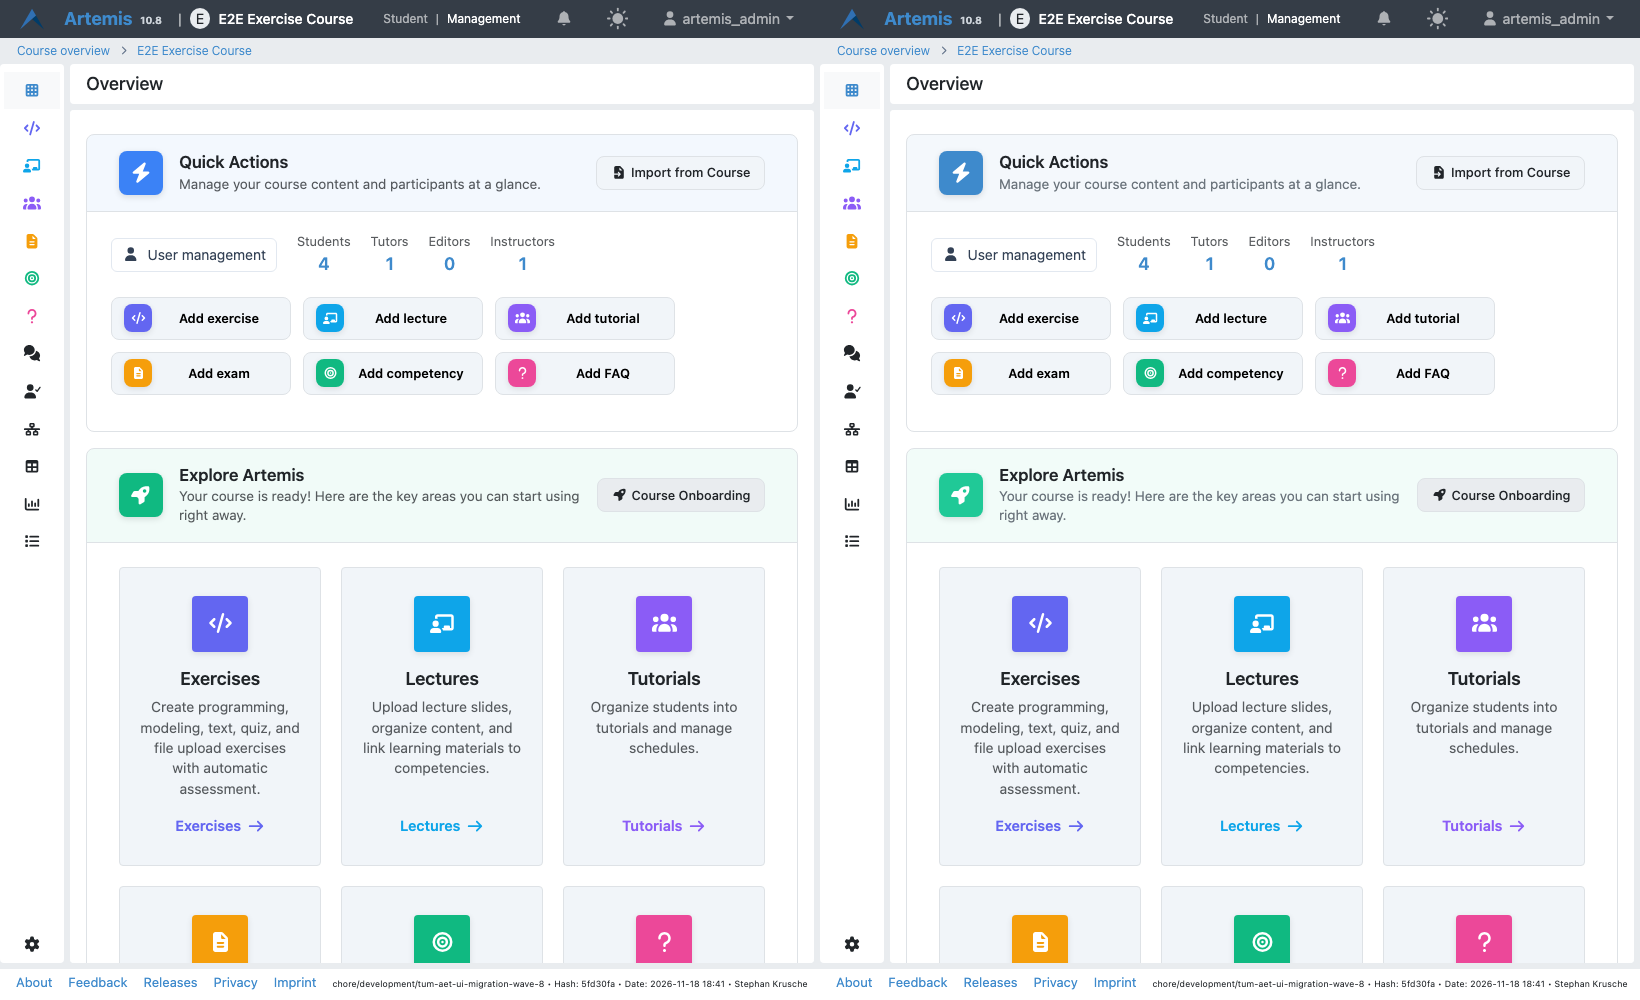 Artemis 10.8 | E E2E Exercise Course Student | Management artemis_admin
Course overview > E2E Exercise Course
Overview
Quick Actions
Manage your course content and participants at a glance.
Import from Course
User management
Students Tutors Editors Instructors
4 1 0 1
Add exercise Add lecture Add tutorial
Add exam Add competency Add FAQ
Explore Artemis
Your course is ready! Here are the key areas you can start using
right away.
Course Onboarding
Exercises
Create programming,
modeling, text, quiz, and
file upload exercises
with automatic
assessment.
Exercises →
Lectures
Upload lecture slides,
organize content, and
link learning materials to
competencies.
Lectures →
Tutorials
Organize students into
tutorials and manage
schedules.
Tutorials →
About Feedback Releases Privacy Imprint chore/development/tum-aet-ui-migration-wave-8 • Hash: 5fd30fa • Date: 2026-11-18 18:41 • Stephan Krusche
Artemis 10.8 | E E2E Exercise Course Student | Management artemis_admin
Course overview > E2E Exercise Course
Overview
Quick Actions
Manage your course content and participants at a glance.
Import from Course
User management
Students Tutors Editors Instructors
4 1 0 1
Add exercise Add lecture Add tutorial
Add exam Add competency Add FAQ
Explore Artemis
Your course is ready! Here are the key areas you can start using
right away.
Course Onboarding
Exercises
Create programming,
modeling, text, quiz, and
file upload exercises
with automatic
assessment.
Exercises →
Lectures
Upload lecture slides,
organize content, and
link learning materials to
competencies.
Lectures →
Tutorials
Organize students into
tutorials and manage
schedules.
Tutorials →
About Feedback Releases Privacy Imprint chore/development/tum-aet-ui-migration-wave-8 • Hash: 5fd30fa • Date: 2026-11-18 18:41 • Stephan Krusche